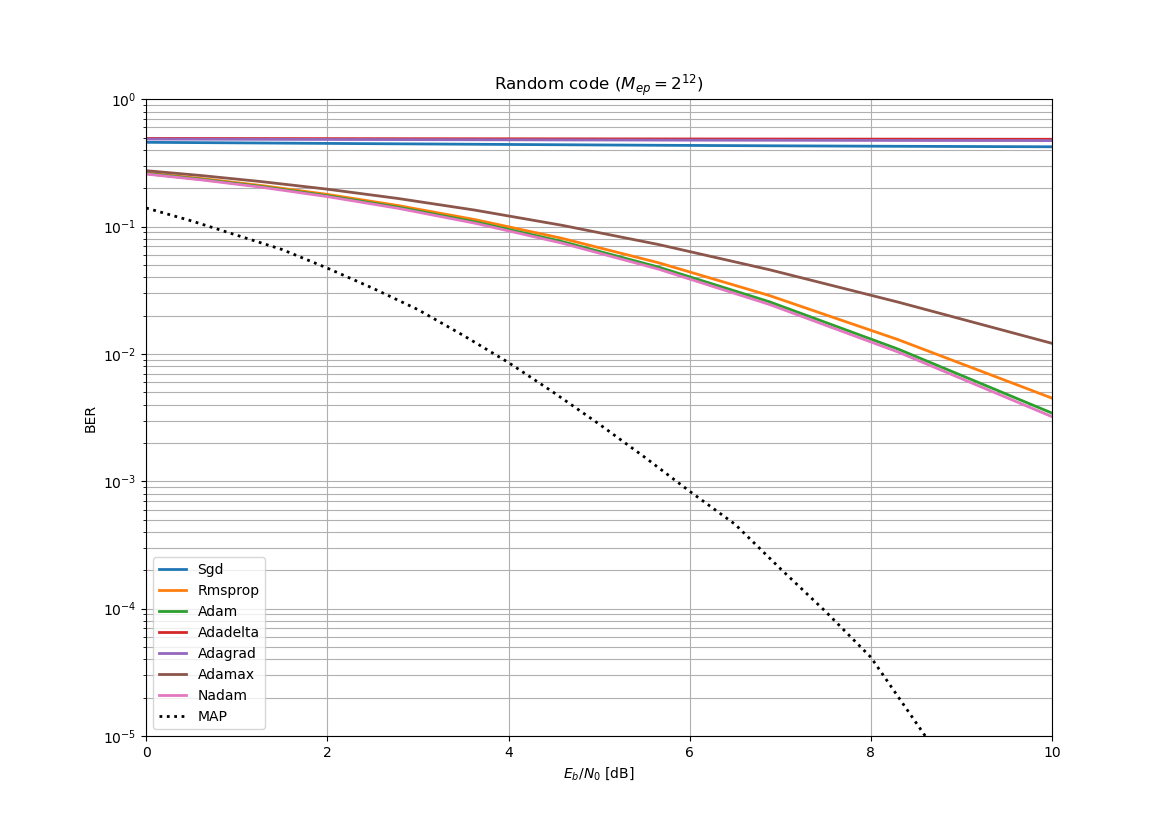 Random code (M_ep = 2^12)
10^0
10^-1
10^-2
10^-3
10^-4
10^-5
BER
Sgd
Rmsprop
Adam
Adadelta
Adagrad
Adamax
Nadam
MAP
0 2 4 6 8 10
E_b/N_0 [dB]